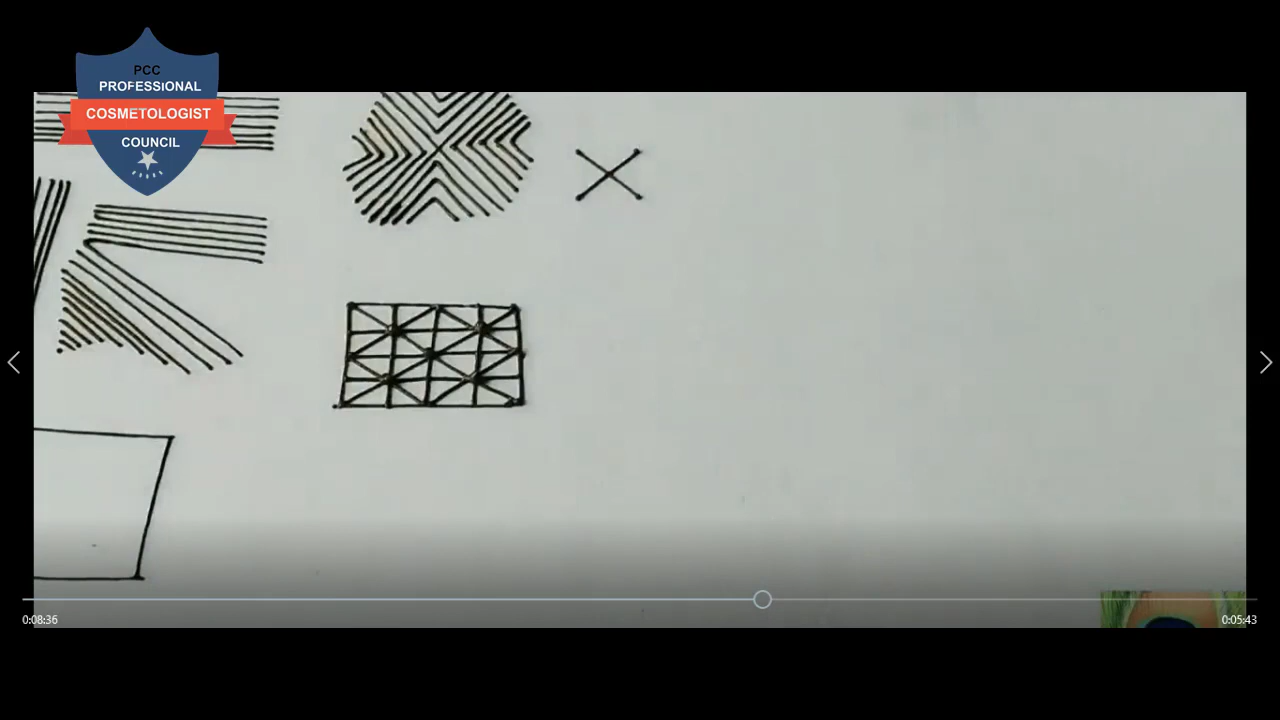 PCC
PROFESSIONAL
COSMETOLOGIST
COUNCIL
0:08:36
0:05:43